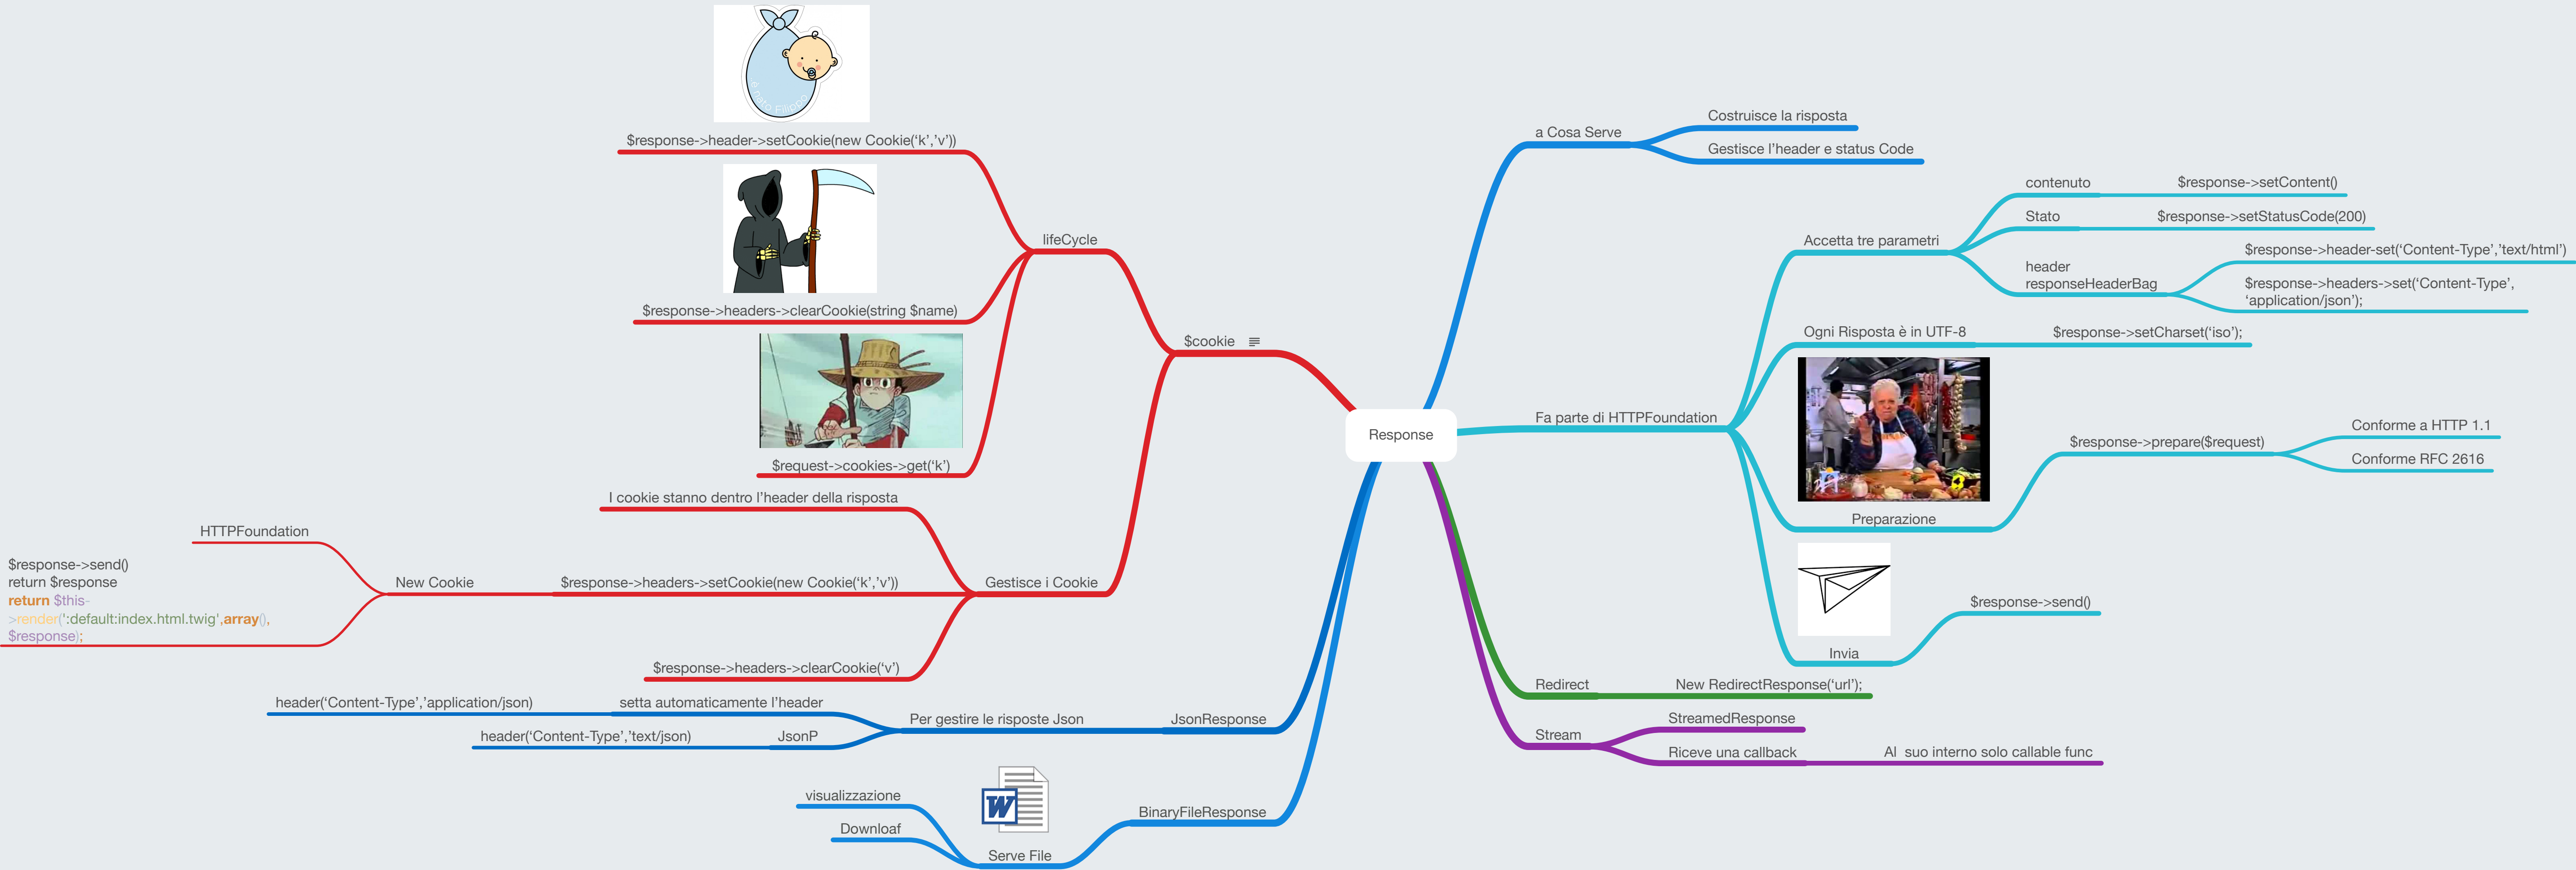 Response
a Cosa Serve
Costruisce la risposta
Gestisce l’header e status Code
Fa parte di HTTPFoundation
Accetta tre parametri
contenuto
$response->setContent()
Stato
$response->setStatusCode(200)
header
responseHeaderBag
$response->header-set(‘Content-Type’,’text/html’)
$response->headers->set(‘Content-Type’,
‘application/json’);
Ogni Risposta è in UTF-8
$response->setCharset(‘iso’);
Preparazione
$response->prepare($request)
Conforme a HTTP 1.1
Conforme RFC 2616
Invia
$response->send()
Redirect
New RedirectResponse(‘url’);
Stream
StreamedResponse
Riceve una callback
Al  suo interno solo callable func
$cookie
lifeCycle
è nato Filippo
$response->header->setCookie(new Cookie(‘k’,’v’))
$response->headers->clearCookie(string $name)
$request->cookies->get(‘k’)
Gestisce i Cookie
I cookie stanno dentro l’header della risposta
$response->headers->setCookie(new Cookie(‘k’,’v’))
New Cookie
HTTPFoundation
$response->send()
return $response
return $this-
>render(':default:index.html.twig',array(),
$response);
$response->headers->clearCookie(‘v’)
JsonResponse
Per gestire le risposte Json
setta automaticamente l’header
header(‘Content-Type’,’application/json)
JsonP
header(‘Content-Type’,’text/json)
BinaryFileResponse
W
Serve File
visualizzazione
Downloaf